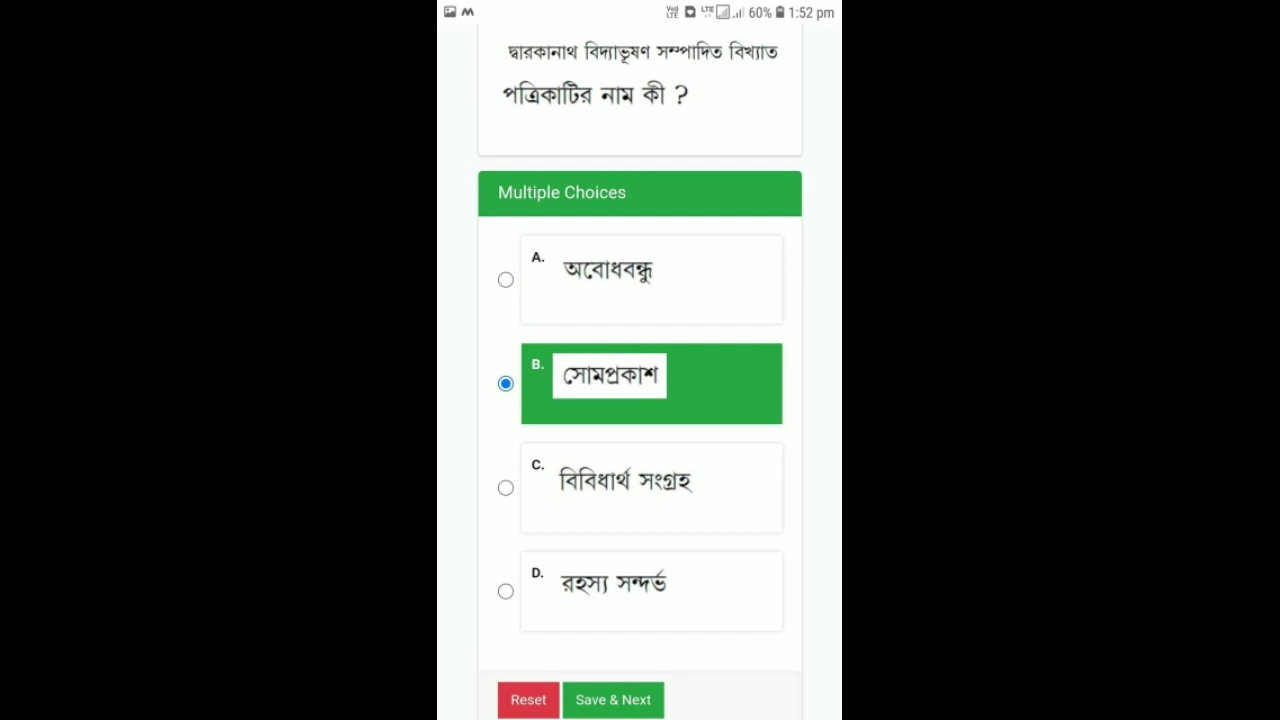 VoD LTE LTE 60% 1:52 pm
দ্বারকানাথ বিদ্যাভূষণ সম্পাদিত বিখ্যাত
পত্রিকাটির নাম কী ?
Multiple Choices
A. অবোধবন্ধু
B. সোমপ্রকাশ
C. বিবিধার্থ সংগ্রহ
D. রহস্য সন্দর্ভ
Reset Save & Next